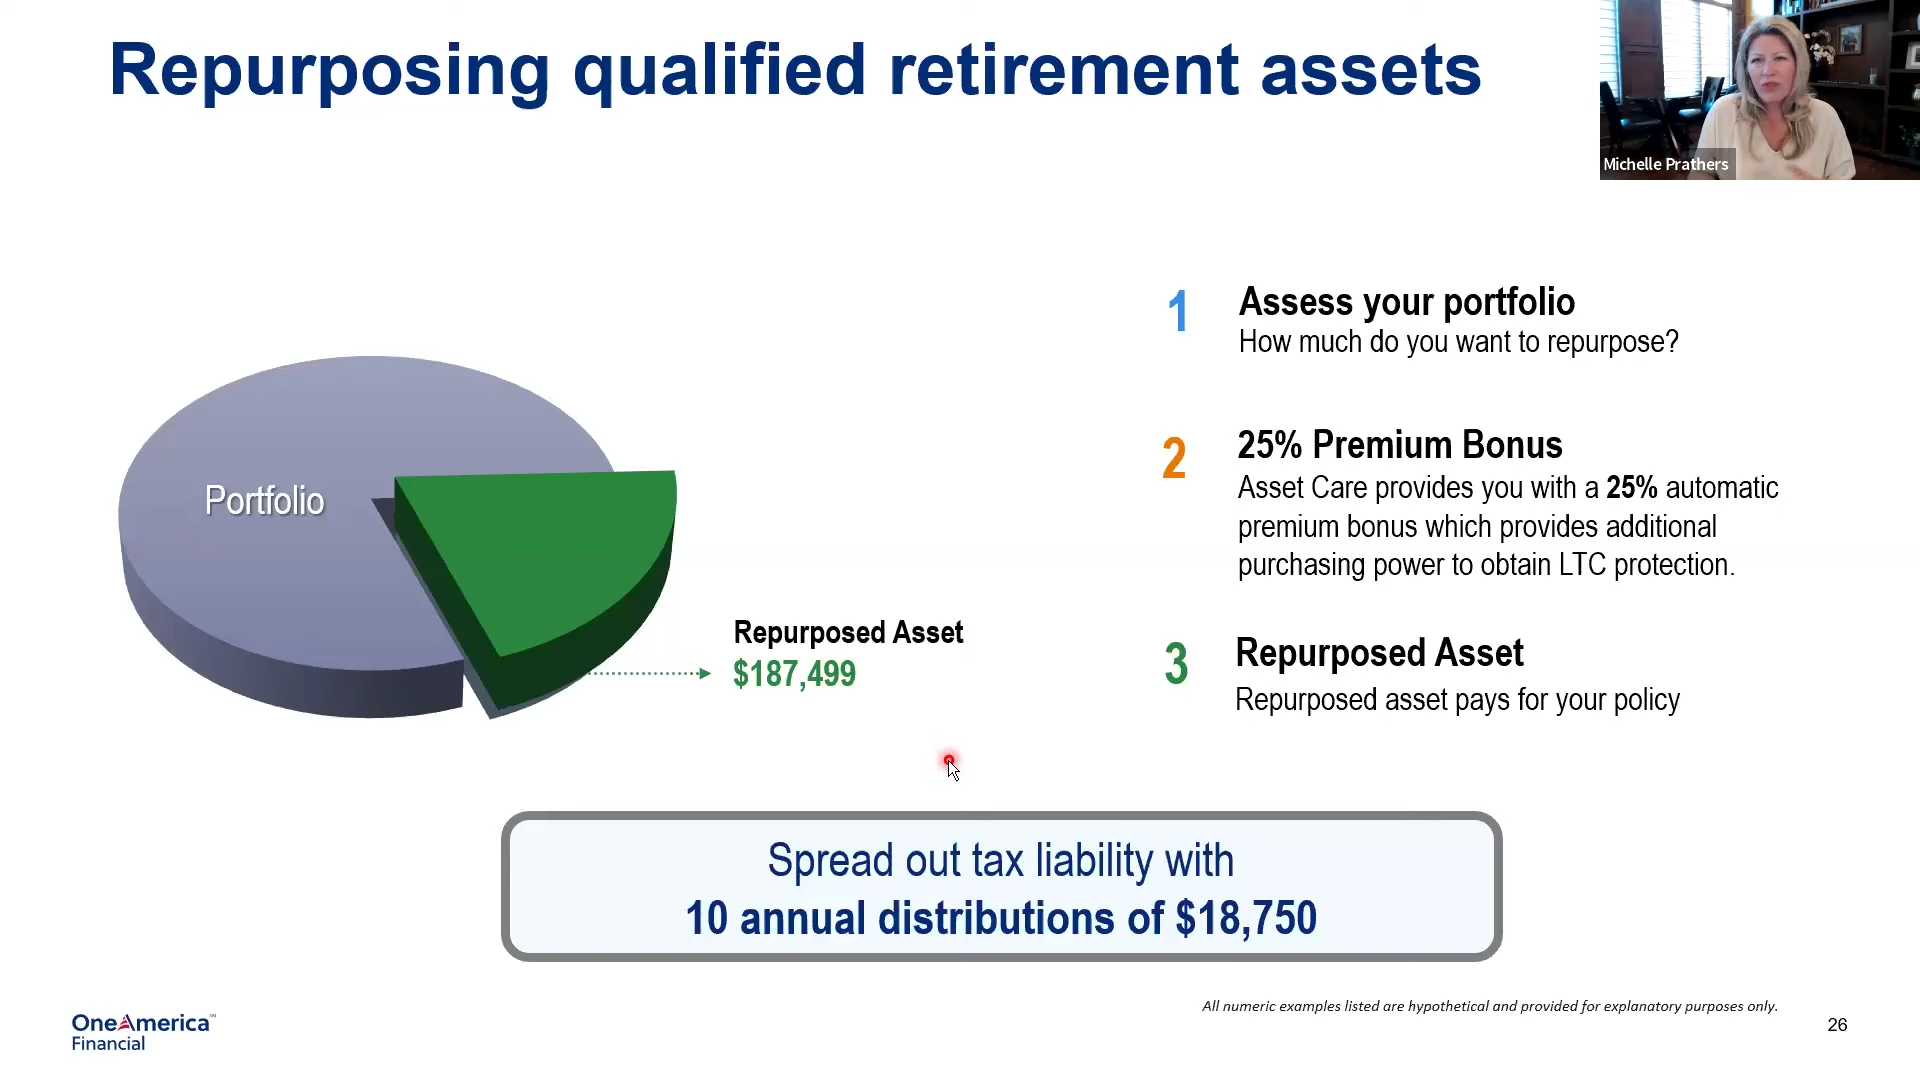 Repurposing qualified retirement assets
Michelle Prathers
Portfolio
Repurposed Asset
$187,499
1
Assess your portfolio
How much do you want to repurpose?
2
25% Premium Bonus
Asset Care provides you with a 25% automatic
premium bonus which provides additional
purchasing power to obtain LTC protection.
3
Repurposed Asset
Repurposed asset pays for your policy
Spread out tax liability with
10 annual distributions of $18,750
All numeric examples listed are hypothetical and provided for explanatory purposes only.
OneAmerica℠
Financial
26